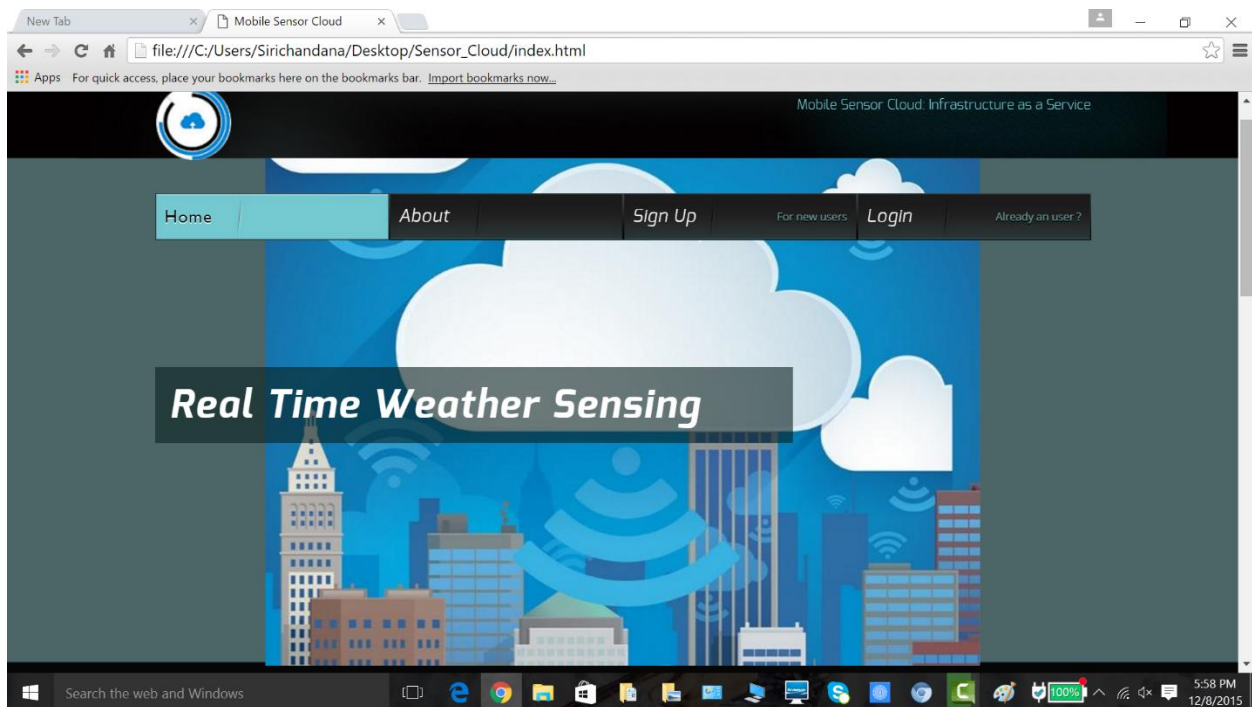 New Tab
Mobile Sensor Cloud
file:///C:/Users/Sirichandana/Desktop/Sensor_Cloud/index.html
Apps For quick access, place your bookmarks here on the bookmarks bar. Import bookmarks now...
Mobile Sensor Cloud: Infrastructure as a Service
Home About Sign Up For new users Login Already an user ?
Real Time Weather Sensing
Search the web and Windows
100%
5:58 PM
12/8/2015